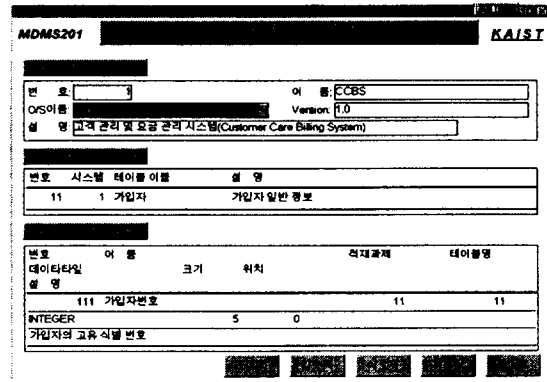 MDMS201 KAIST
번 호: 1 이 름: CCBS
O/S이름: Version: 1.0
설 명 고객 관리 및 요금 관리 시스템(Customer Care Billing System)
번호 시스템 테이블 이름 설 명
11 1 가입자 가입자 일반 정보
번호 이 름 적재과제 테이블명
데이타타입 크기 위치
설 명
111 가입자번호 11 11
INTEGER 5 0
가입자의 고유 식별 번호